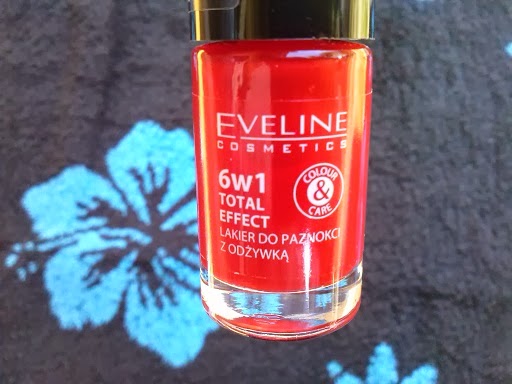 EVELINE
COSMETICS
6w1
TOTAL
EFFECT
LAKIER DO PAZNOKCI
Z ODŻYWKĄ
COLOUR
&
CARE